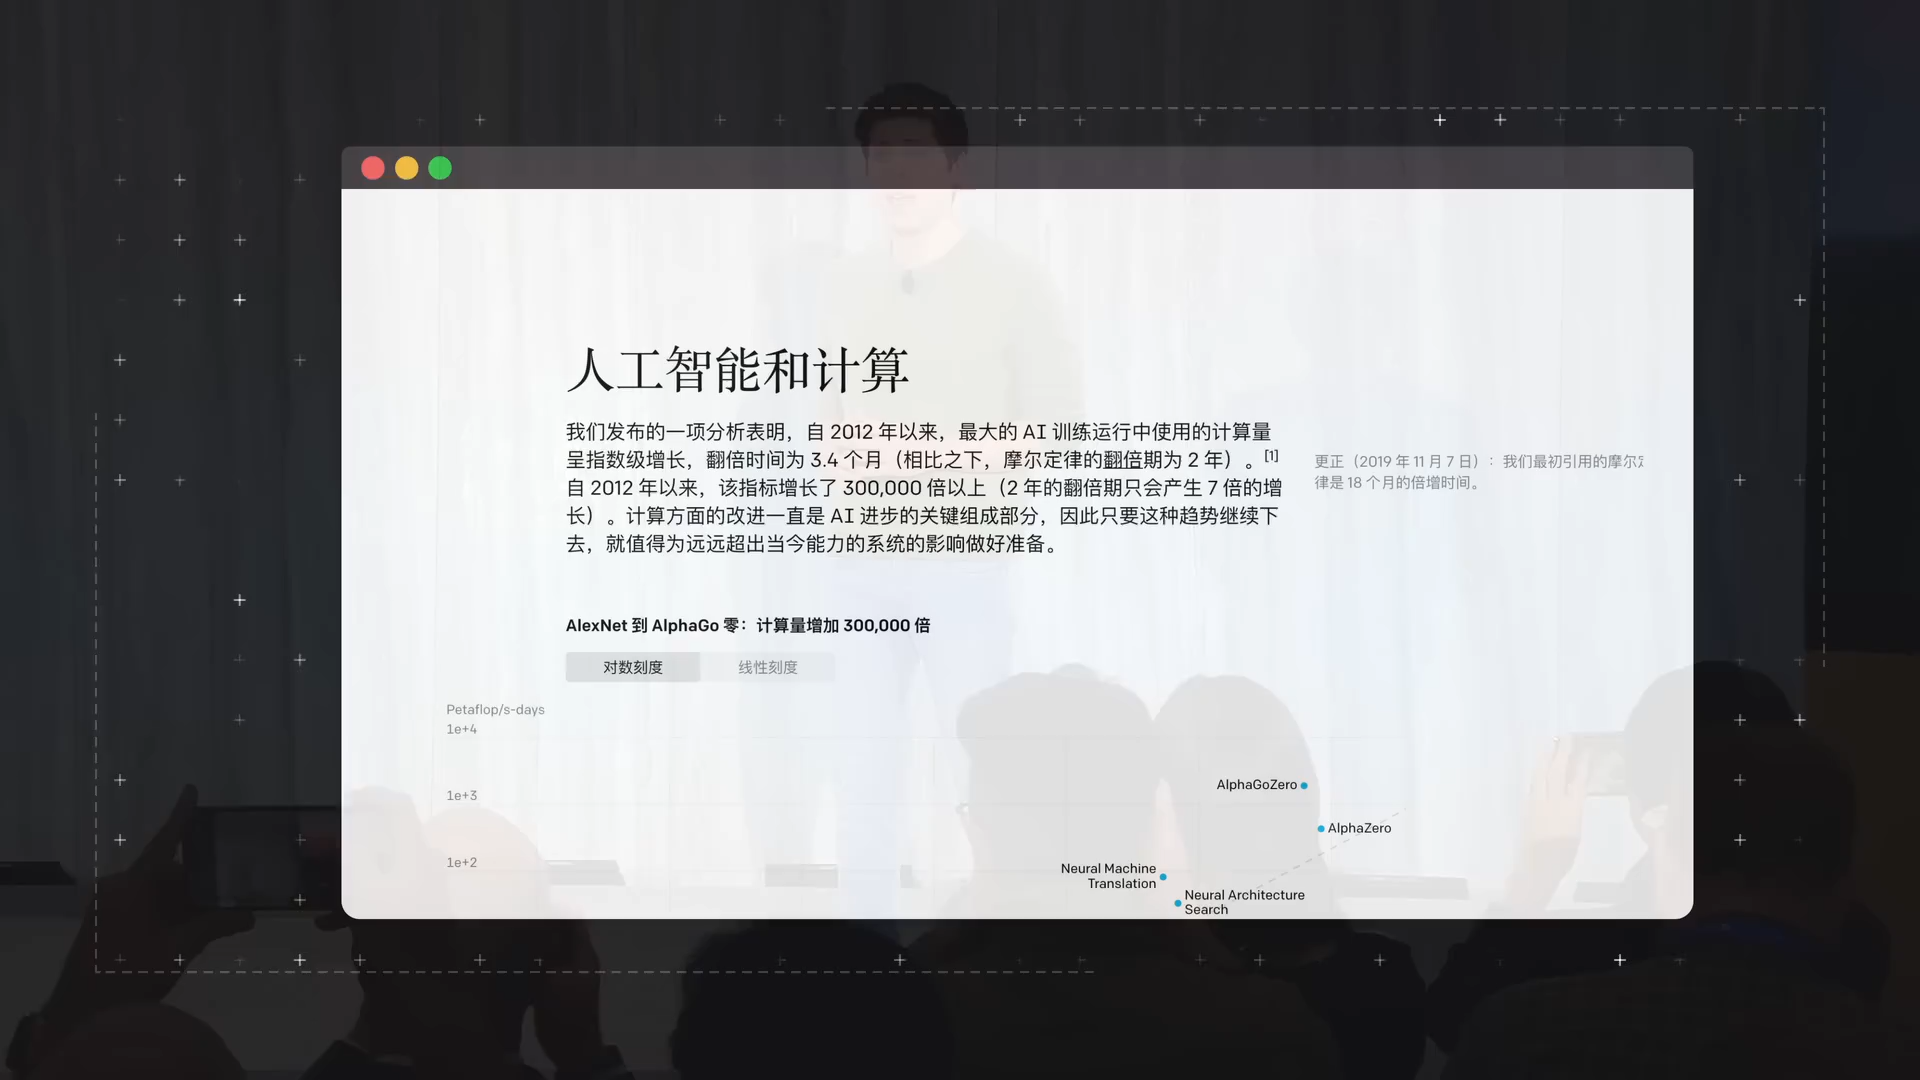 人工智能和计算
我们发布的一项分析表明，自 2012 年以来，最大的 AI 训练运行中使用的计算量
呈指数级增长，翻倍时间为 3.4 个月（相比之下，摩尔定律的翻倍期为 2 年）。[1]
自 2012 年以来，该指标增长了 300,000 倍以上（2 年的翻倍期只会产生 7 倍的增
长）。计算方面的改进一直是 AI 进步的关键组成部分，因此只要这种趋势继续下
去，就值得为远远超出当今能力的系统的影响做好准备。
更正（2019 年 11 月 7 日）：我们最初引用的摩尔定
律是 18 个月的倍增时间。
AlexNet 到 AlphaGo 零：计算量增加 300,000 倍
对数刻度
线性刻度
Petaflop/s-days
1e+4
1e+3
1e+2
AlphaGoZero
AlphaZero
Neural Machine
Translation
Neural Architecture
Search